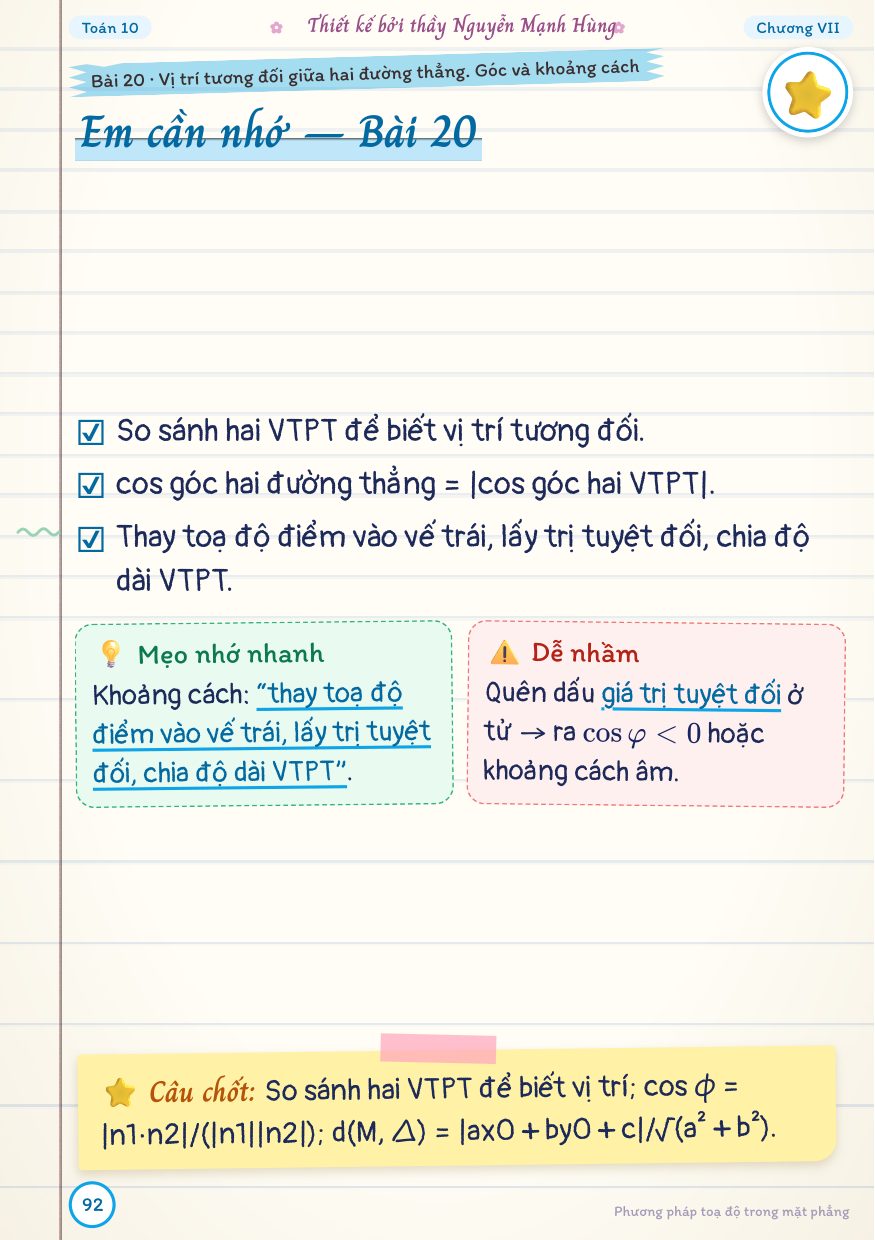 Toán 10
Thiết kế bởi thầy Nguyễn Mạnh Hùng
Chương VII
Bài 20 · Vị trí tương đối giữa hai đường thẳng. Góc và khoảng cách
Em cần nhớ — Bài 20
☑ So sánh hai VTPT để biết vị trí tương đối.
☑ cos góc hai đường thẳng = |cos góc hai VTPT|.
☑ Thay toạ độ điểm vào vế trái, lấy trị tuyệt đối, chia độ
dài VTPT.
💡 Mẹo nhớ nhanh
Khoảng cách: “thay toạ độ
điểm vào vế trái, lấy trị tuyệt
đối, chia độ dài VTPT”.
⚠️ Dễ nhầm
Quên dấu giá trị tuyệt đối ở
tử → ra cos φ < 0 hoặc
khoảng cách âm.
Câu chốt: So sánh hai VTPT để biết vị trí; cos φ =
|n1·n2|/(|n1||n2|); d(M, Δ) = |ax0 + by0 + c|/√(a² + b²).
92
Phương pháp toạ độ trong mặt phẳng